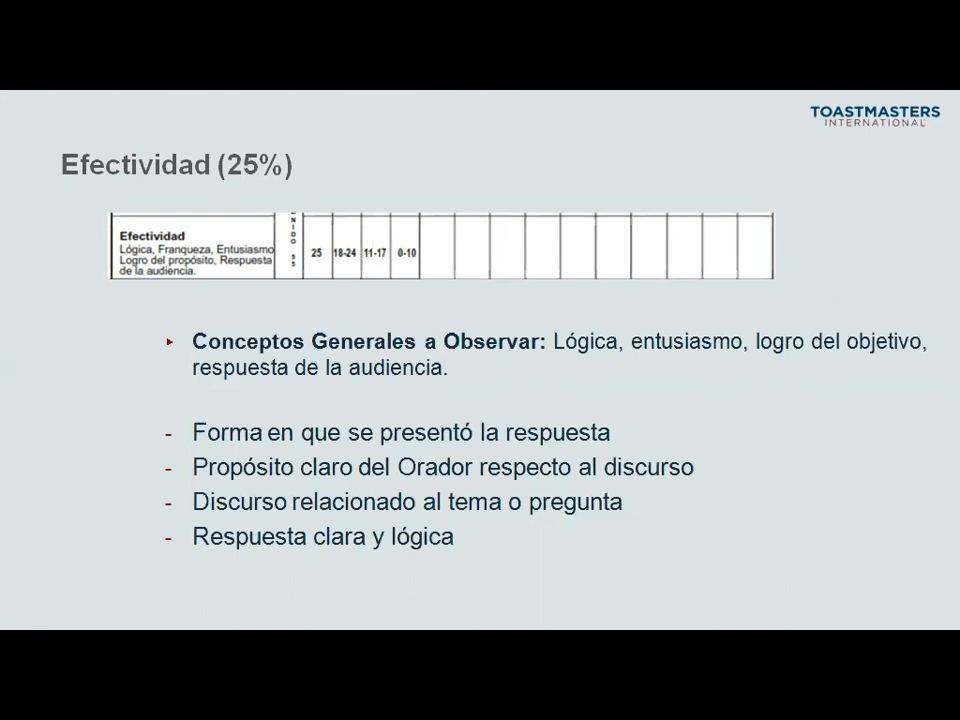 TOASTMASTERS
INTERNATIONAL
Efectividad (25%)
Efectividad
Lógica, Franqueza, Entusiasmo
Logro del propósito, Respuesta
de la audiencia.
NIDO 55
25 18-24 11-17 0-10
Conceptos Generales a Observar: Lógica, entusiasmo, logro del objetivo,
respuesta de la audiencia.
- Forma en que se presentó la respuesta
- Propósito claro del Orador respecto al discurso
- Discurso relacionado al tema o pregunta
- Respuesta clara y lógica